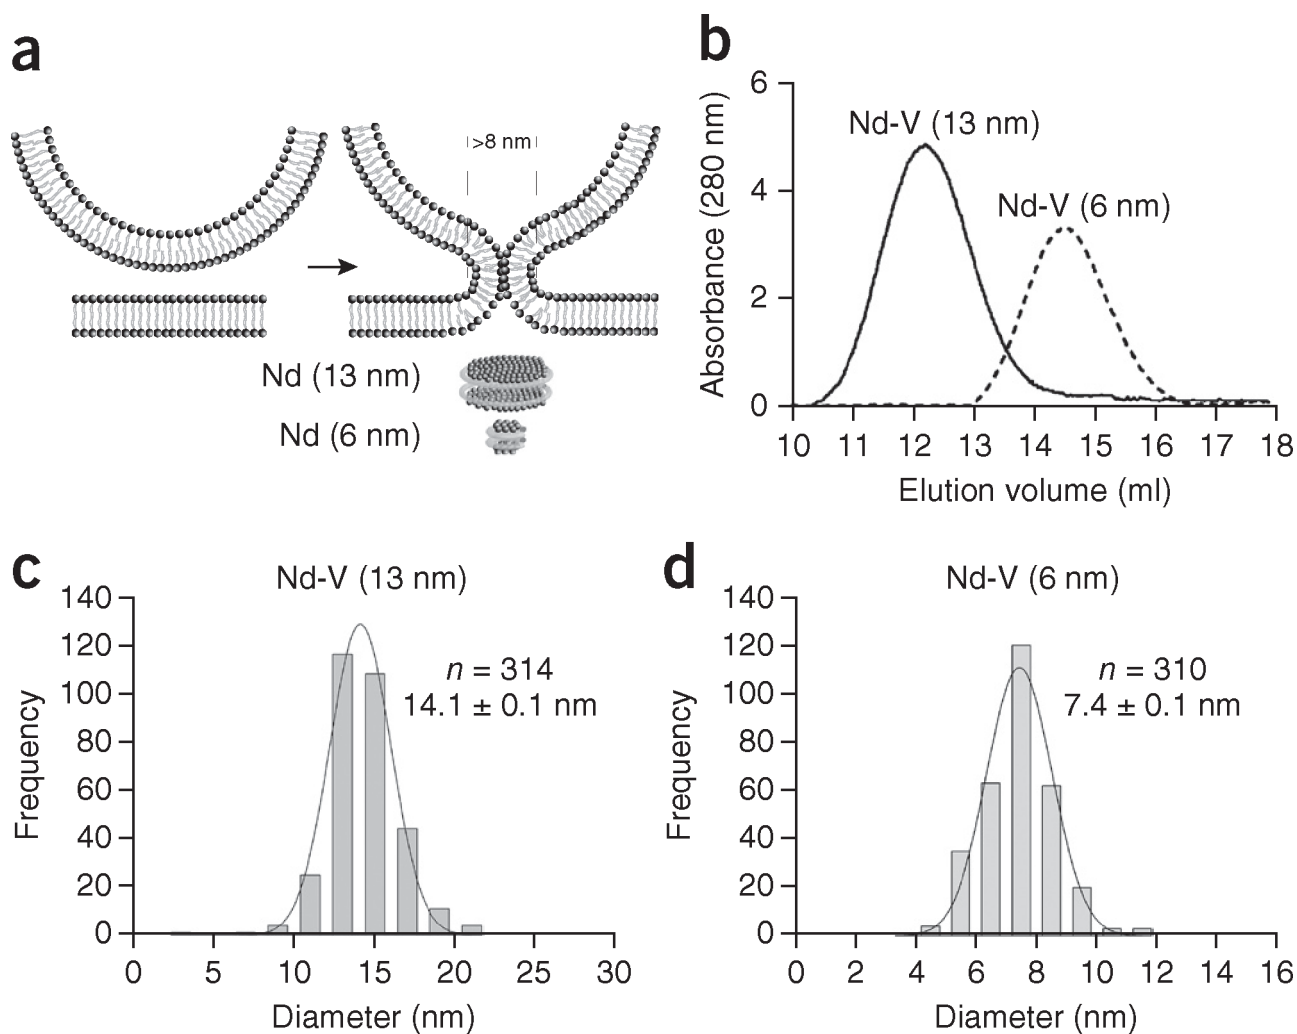 a
>8 nm
Nd (13 nm)
Nd (6 nm)
b
6
4
2
0
Absorbance (280 nm)
Nd-V (13 nm)
Nd-V (6 nm)
10 11 12 13 14 15 16 17 18
Elution volume (ml)
c
Nd-V (13 nm)
140
120
100
80
60
40
20
0
Frequency
n = 314
14.1 ± 0.1 nm
0 5 10 15 20 25 30
Diameter (nm)
d
Nd-V (6 nm)
140
120
100
80
60
40
20
0
Frequency
n = 310
7.4 ± 0.1 nm
0 2 4 6 8 10 12 14 16
Diameter (nm)